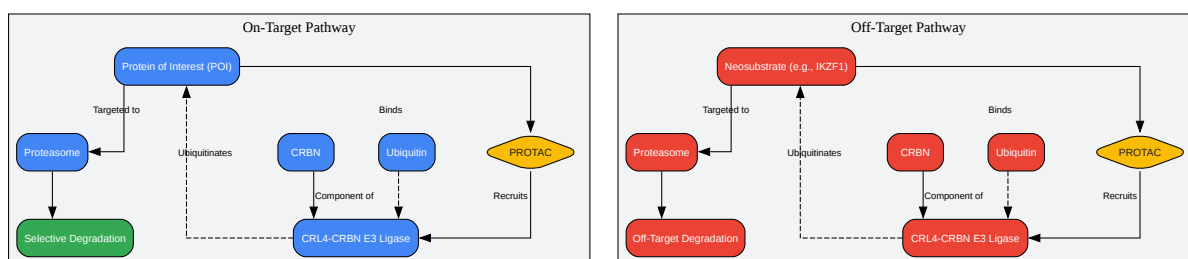 On-Target Pathway
Protein of Interest (POI)
Targeted to
Binds
Proteasome
Ubiquitinates
CRBN
Ubiquitin
PROTAC
Component of
Recruits
Selective Degradation
CRL4-CRBN E3 Ligase
Off-Target Pathway
Neosubstrate (e.g., IKZF1)
Targeted to
Binds
Proteasome
Ubiquitinates
CRBN
Ubiquitin
PROTAC
Component of
Recruits
Off-Target Degradation
CRL4-CRBN E3 Ligase